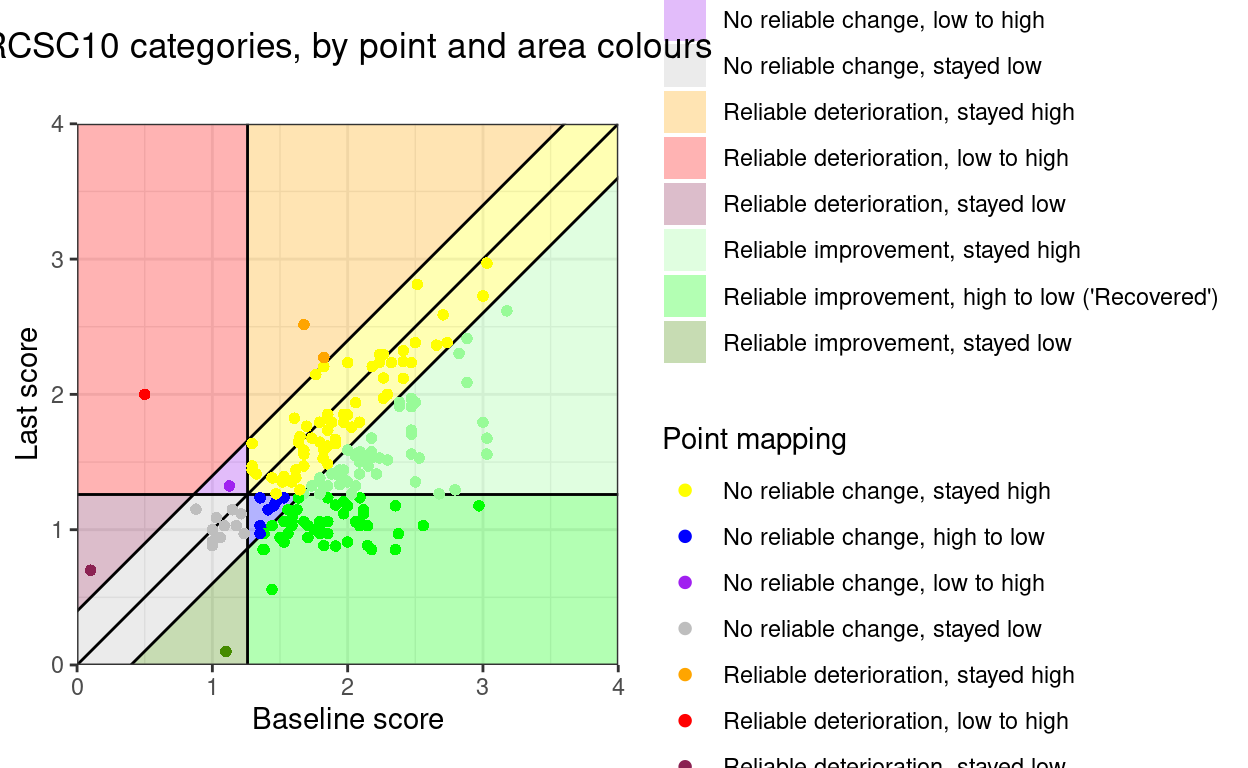 RCSC10 categories, by point and area colours
No reliable change, low to high
No reliable change, stayed low
Reliable deterioration, stayed high
Reliable deterioration, low to high
Reliable deterioration, stayed low
Reliable improvement, stayed high
Reliable improvement, high to low ('Recovered')
Reliable improvement, stayed low
4
3
2
1
0
Last score
0 1 2 3 4
Baseline score
Point mapping
No reliable change, stayed high
No reliable change, high to low
No reliable change, low to high
No reliable change, stayed low
Reliable deterioration, stayed high
Reliable deterioration, low to high
Reliable deterioration, stayed low